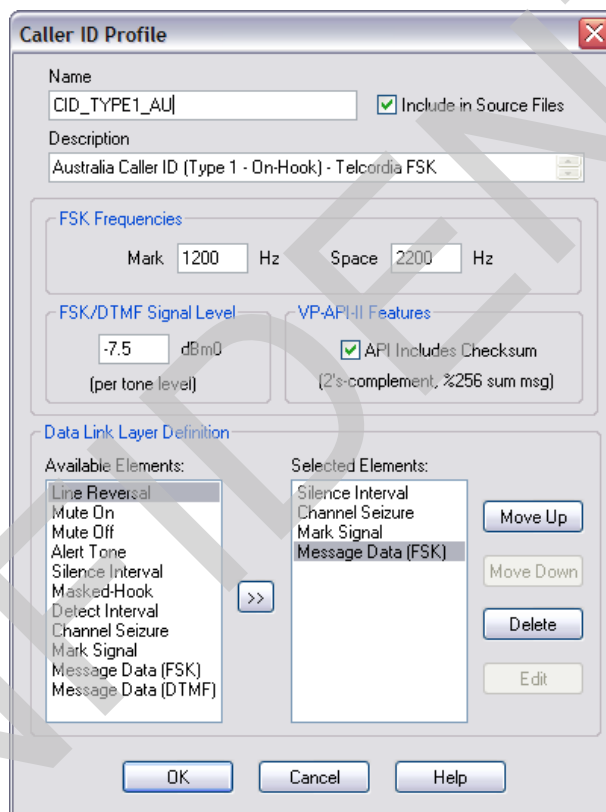 Caller ID Profile
Name
CID_TYPE1_AU
Include in Source Files
Description
Australia Caller ID (Type 1 - On-Hook) - Telcordia FSK
FSK Frequencies
Mark 1200 Hz Space 2200 Hz
FSK/DTMF Signal Level
-7.5 dBm0
(per tone level)
VP-API-II Features
API Includes Checksum
(2's-complement, %256 sum msg)
Data Link Layer Definition
Available Elements:
Line Reversal
Mute On
Mute Off
Alert Tone
Silence Interval
Masked-Hook
Detect Interval
Channel Seizure
Mark Signal
Message Data (FSK)
Message Data (DTMF)
>>
Selected Elements:
Silence Interval
Channel Seizure
Mark Signal
Message Data (FSK)
Move Up
Move Down
Delete
Edit
OK
Cancel
Help